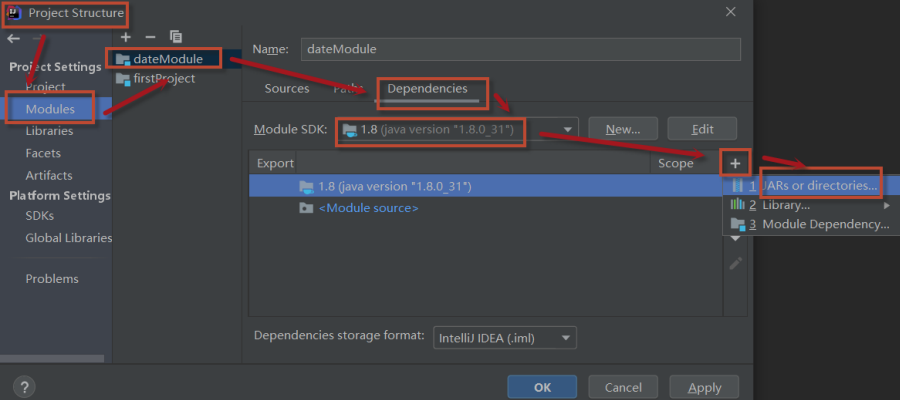 Project Structure
Project Settings
Project
Modules
Libraries
Facets
Artifacts
Platform Settings
SDKs
Global Libraries
Problems
dateModule
firstProject
Name: dateModule
Sources Paths Dependencies
Module SDK: 1.8 (java version "1.8.0_31") New... Edit
Export Scope
1.8 (java version "1.8.0_31")
<Module source>
1 JARs or directories...
2 Library...
3 Module Dependency...
Dependencies storage format: IntelliJ IDEA (.iml)
? OK Cancel Apply